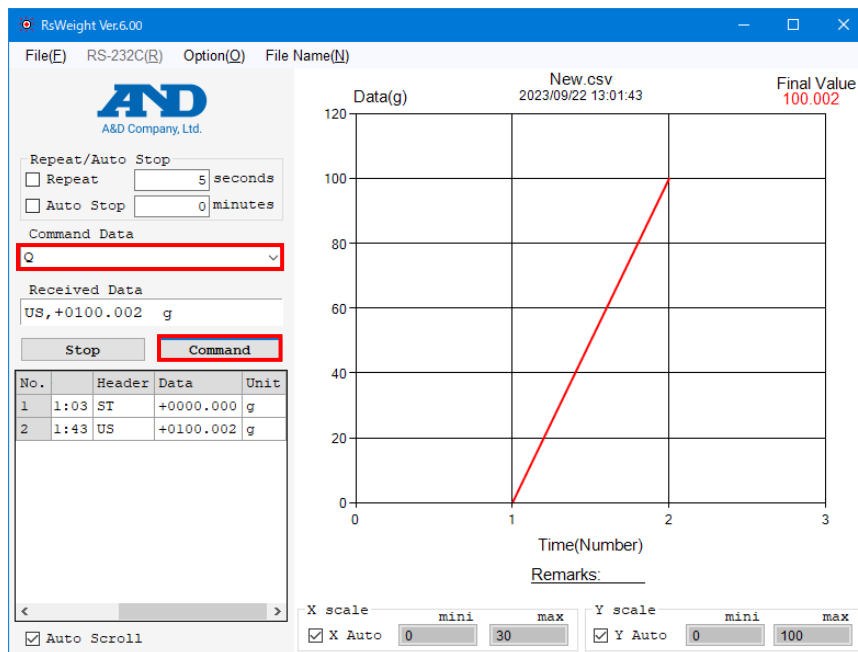 RsWeight Ver.6.00
File(F) RS-232C(R) Option(O) File Name(N)
AND
A&D Company, Ltd.
Repeat/Auto Stop
Repeat 5 seconds
Auto Stop 0 minutes
Command Data
Q
Received Data
US,+0100.002 g
Stop Command
No. Header Data Unit
1 1:03 ST +0000.000 g
2 1:43 US +0100.002 g
Auto Scroll
New.csv
Data(g) 2023/09/22 13:01:43
Final Value
100.002
120
100
80
60
40
20
0
0 1 2 3
Time(Number)
Remarks:
X scale mini max
X Auto 0 30
Y scale mini max
Y Auto 0 100